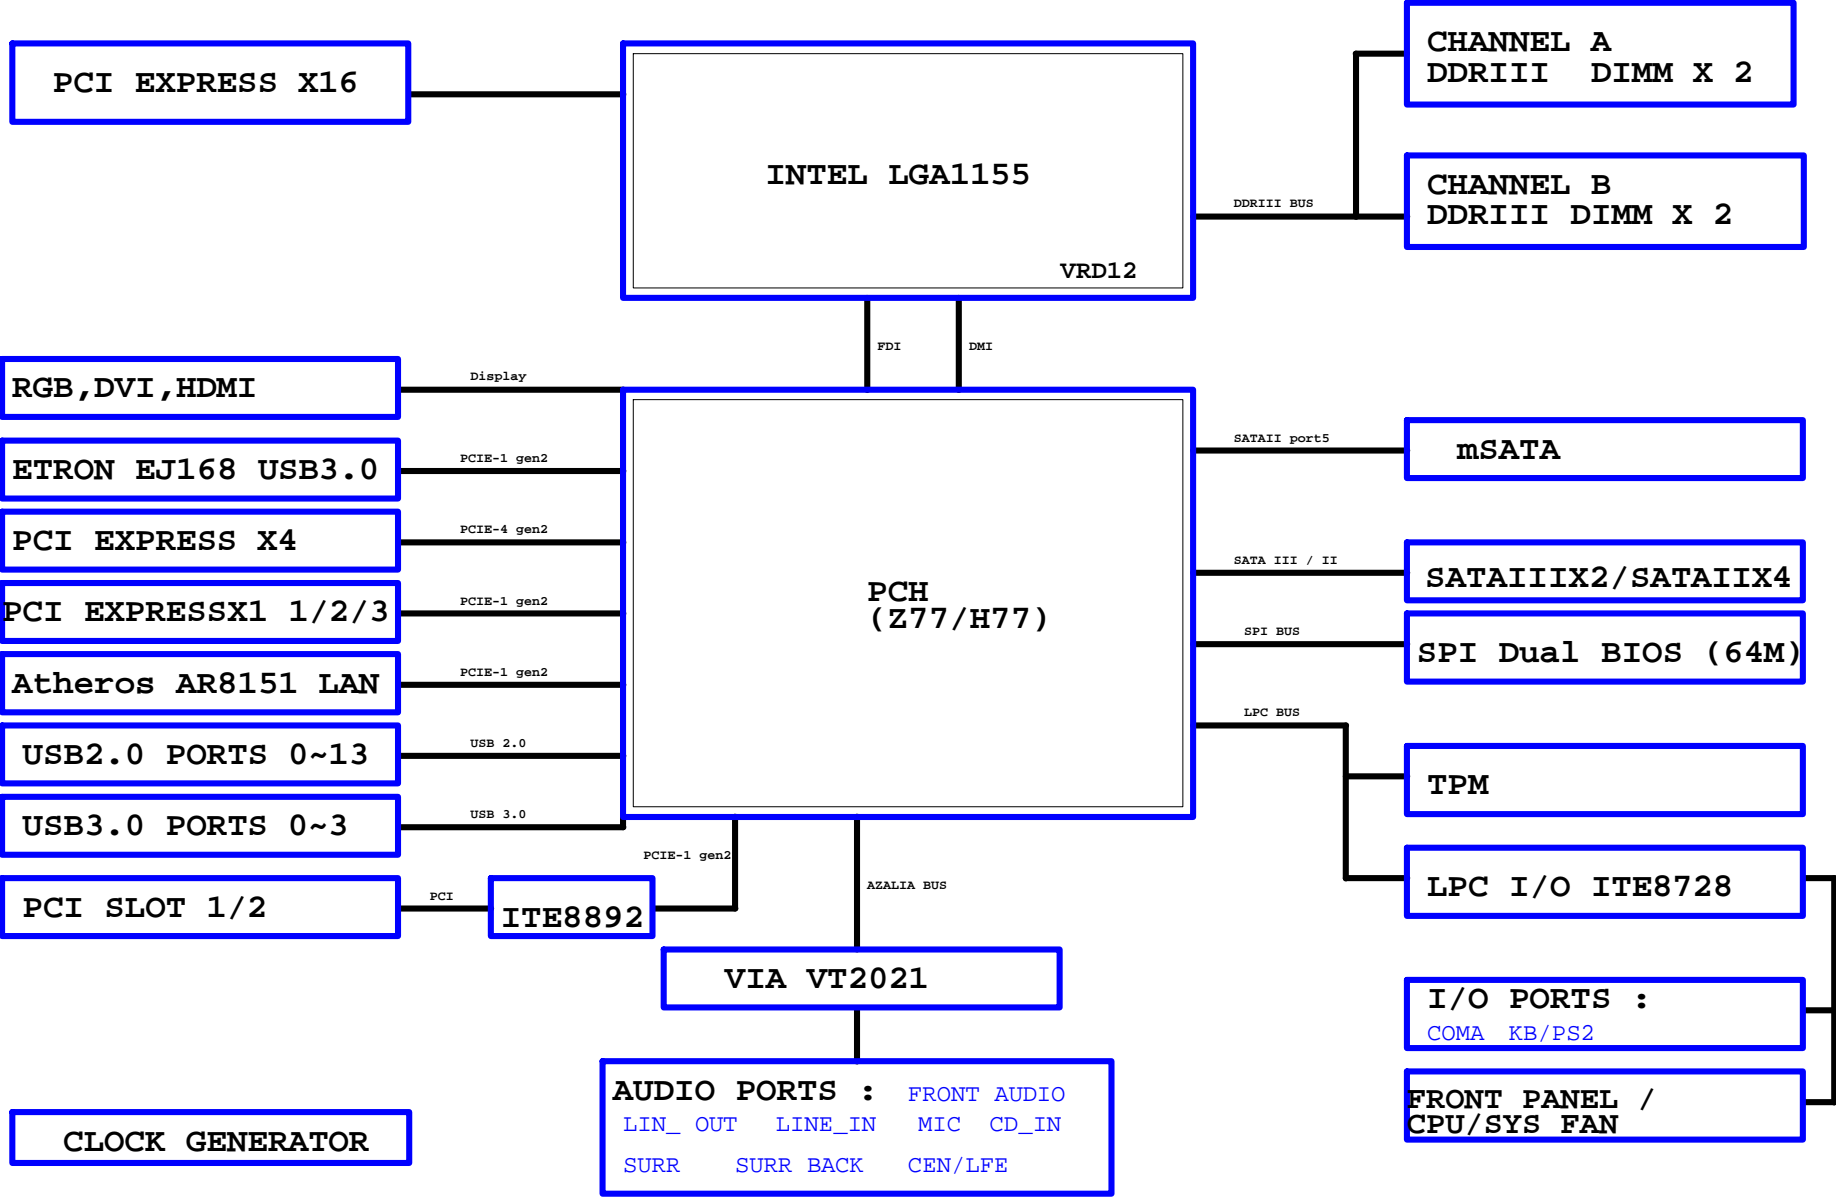 PCI EXPRESS X16
INTEL LGA1155
VRD12
CHANNEL A
DDRIII DIMM X 2
CHANNEL B
DDRIII DIMM X 2
DDRIII BUS
FDI
DMI
RGB,DVI,HDMI
Display
ETRON EJ168 USB3.0
PCIE-1 gen2
PCI EXPRESS X4
PCIE-4 gen2
PCI EXPRESSX1 1/2/3
PCIE-1 gen2
Atheros AR8151 LAN
PCIE-1 gen2
USB2.0 PORTS 0~13
USB 2.0
USB3.0 PORTS 0~3
USB 3.0
PCI SLOT 1/2
PCI
ITE8892
PCIE-1 gen2
PCH
(Z77/H77)
SATAII port5
mSATA
SATA III / II
SATAIIIX2/SATAIIX4
SPI BUS
SPI Dual BIOS (64M)
LPC BUS
TPM
LPC I/O ITE8728
I/O PORTS :
COMA KB/PS2
FRONT PANEL /
CPU/SYS FAN
AZALIA BUS
VIA VT2021
AUDIO PORTS : FRONT AUDIO
LIN_ OUT LINE_IN MIC CD_IN
SURR SURR BACK CEN/LFE
CLOCK GENERATOR